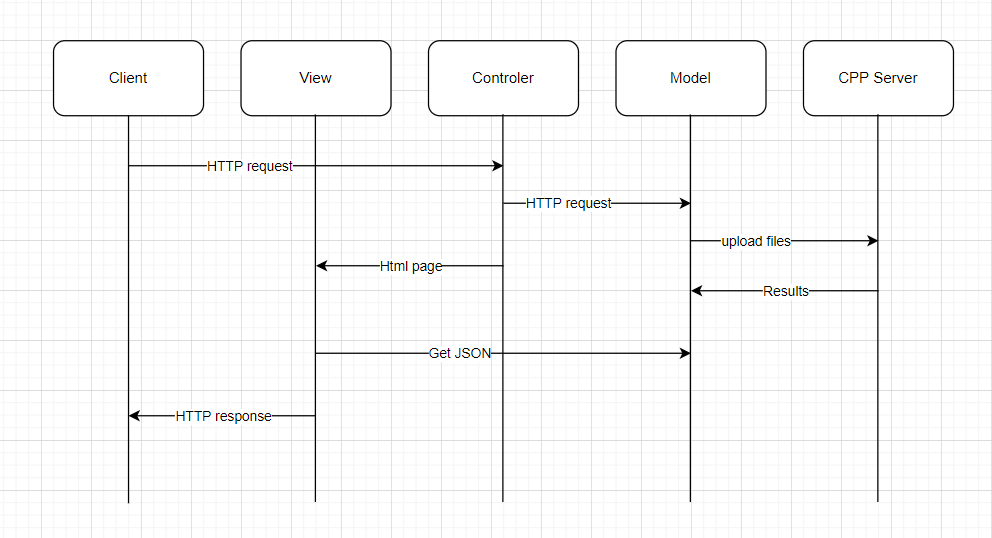 Client
View
Controler
Model
CPP Server
HTTP request
HTTP request
upload files
Html page
Results
Get JSON
HTTP response